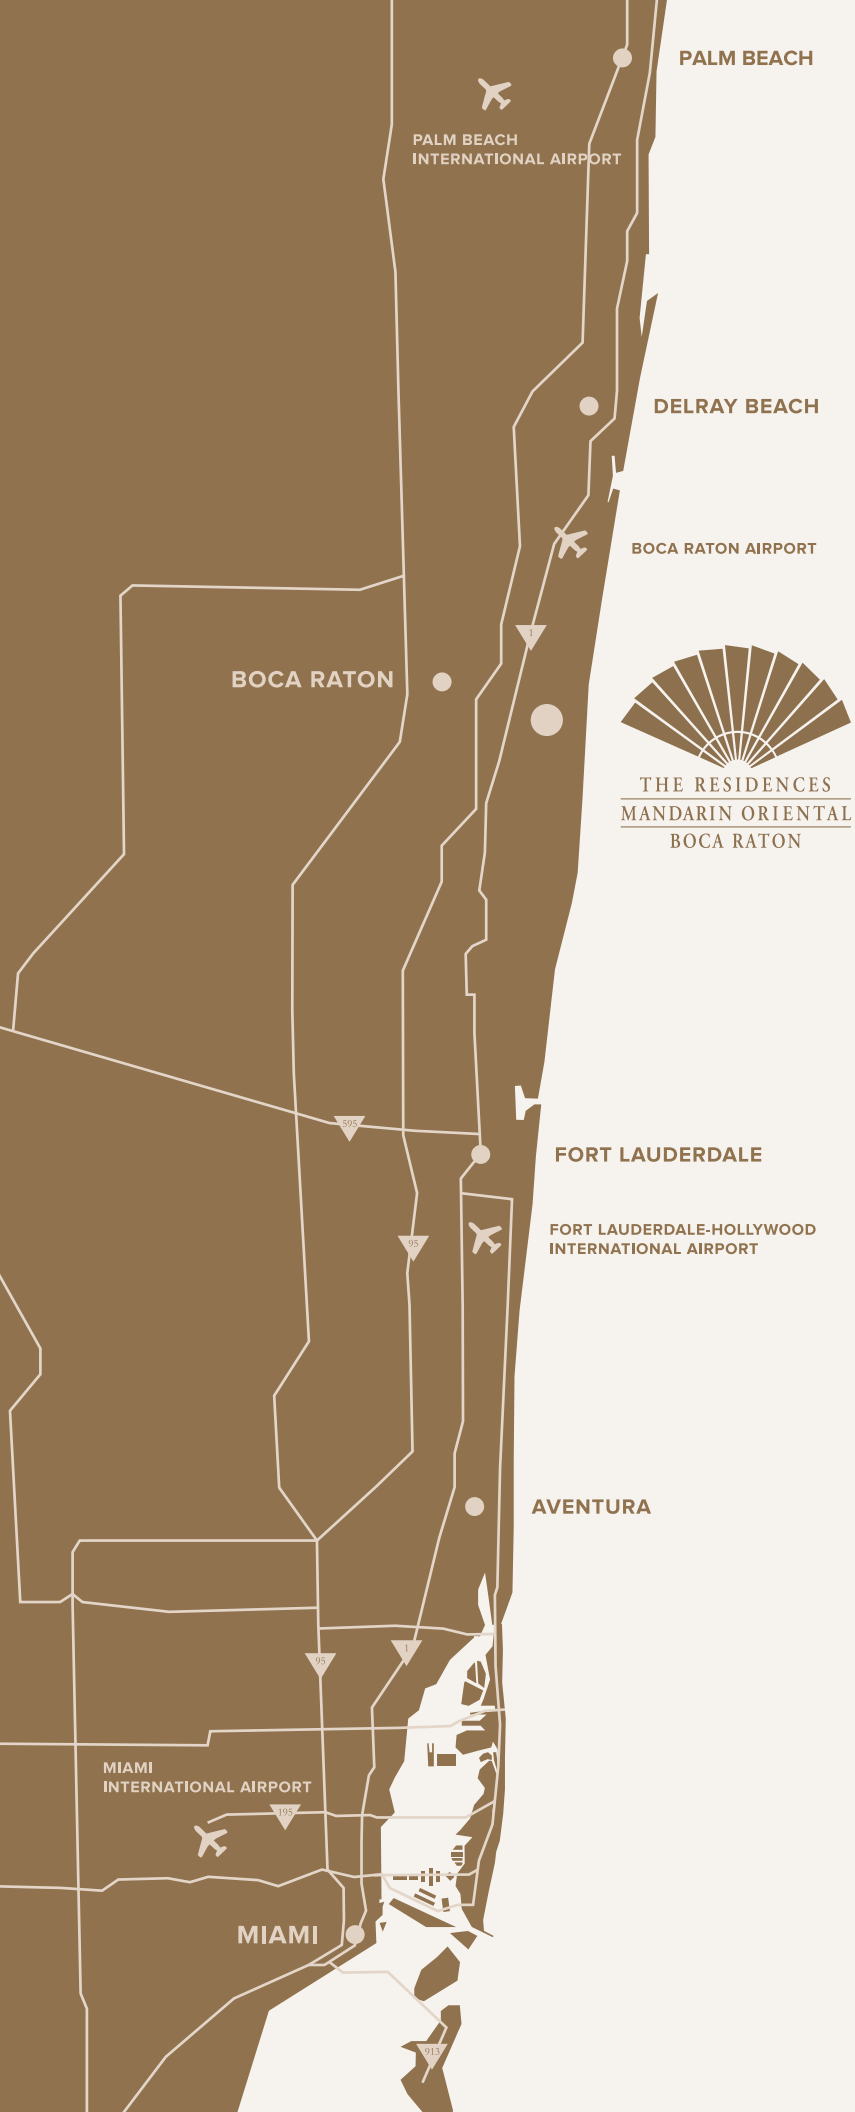 PALM BEACH
PALM BEACH
INTERNATIONAL AIRPORT
DELRAY BEACH
BOCA RATON AIRPORT
1
BOCA RATON
THE RESIDENCES
MANDARIN ORIENTAL
BOCA RATON
595
FORT LAUDERDALE
FORT LAUDERDALE-HOLLYWOOD
INTERNATIONAL AIRPORT
95
AVENTURA
1
95
MIAMI
INTERNATIONAL AIRPORT
195
MIAMI
913